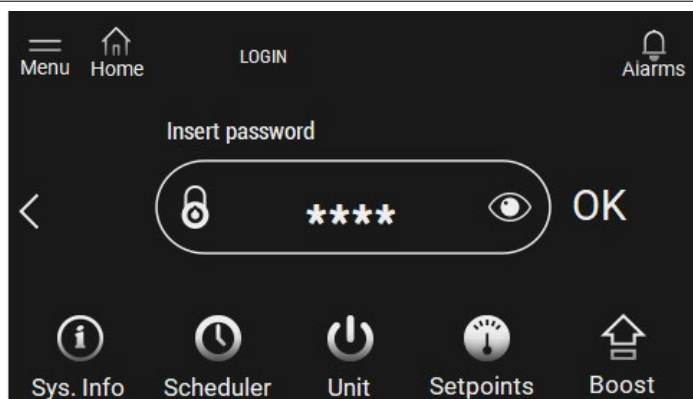 Menu Home LOGIN Alarms
Insert password
**** OK
Sys. Info Scheduler Unit Setpoints Boost